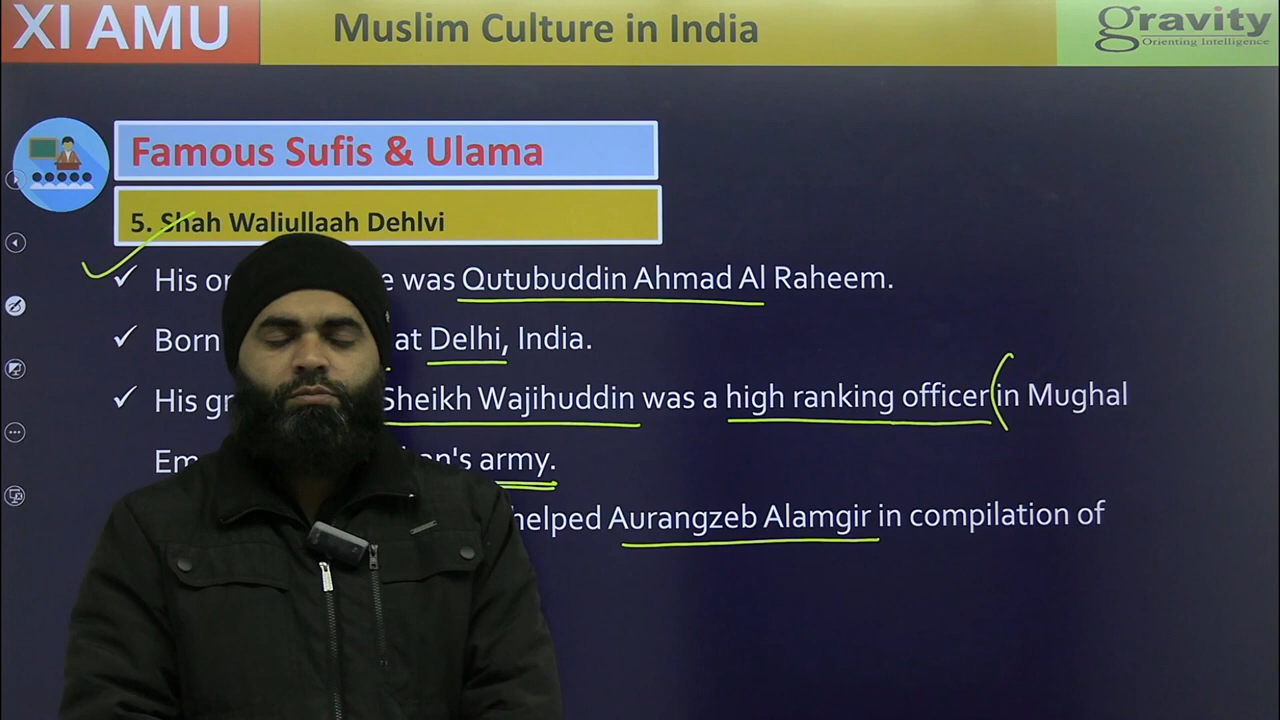 XI AMU
Muslim Culture in India
gravity
Orienting Intelligence
Famous Sufis & Ulama
5. Shah Waliullaah Dehlvi
His or e was Qutubuddin Ahmad Al Raheem.
Born at Delhi, India.
His gr Sheikh Wajihuddin was a high ranking officer in Mughal
Em an's army.
helped Aurangzeb Alamgir in compilation of